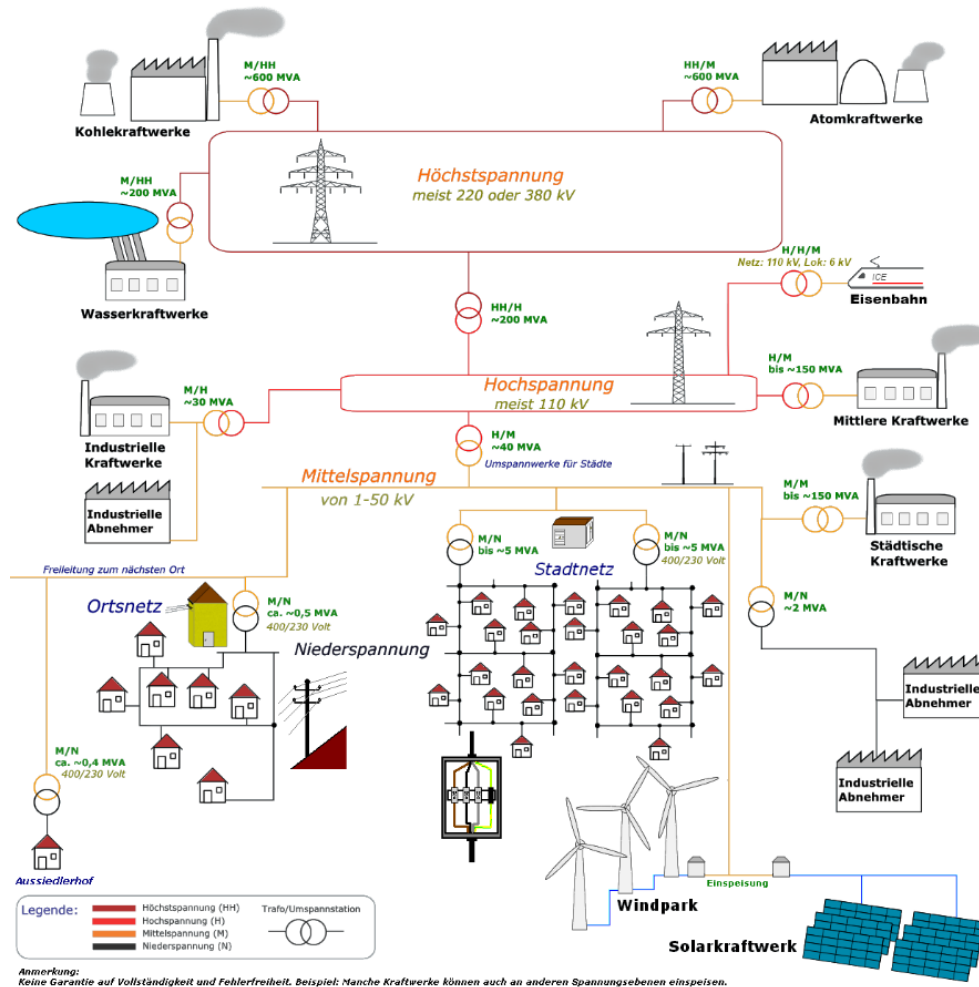 M/HH
~600 MVA
HH/M
~600 MVA
Kohlekraftwerke
Atomkraftwerke
Höchstspannung
meist 220 oder 380 kV
M/HH
~200 MVA
Wasserkraftwerke
H/H/M
Netz: 110 kV, Lok: 6 kV
ICE
Eisenbahn
HH/H
~200 MVA
H/M
bis ~150 MVA
Mittlere Kraftwerke
Hochspannung
meist 110 kV
M/H
~30 MVA
Industrielle
Kraftwerke
H/M
~40 MVA
Umspannwerke für Städte
Mittelspannung
von 1-50 kV
Industrielle
Abnehmer
M/M
bis ~150 MVA
Städtische
Kraftwerke
M/N
bis ~5 MVA
M/N
bis ~5 MVA
400/230 Volt
Stadtnetz
Freileitung zum nächsten Ort
Ortsnetz
M/N
ca. ~0,5 MVA
400/230 Volt
M/N
~2 MVA
Niederspannung
Industrielle
Abnehmer
Industrielle
Abnehmer
M/N
ca. ~0,4 MVA
400/230 Volt
Aussiedlerhof
Einspeisung
Windpark
Solarkraftwerk
Legende:
Höchstspannung (HH)
Hochspannung (H)
Mittelspannung (M)
Niederspannung (N)
Trafo/Umspannstation
Anmerkung:
Keine Garantie auf Vollständigkeit und Fehlerfreiheit. Beispiel: Manche Kraftwerke können auch an anderen Spannungsebenen einspeisen.